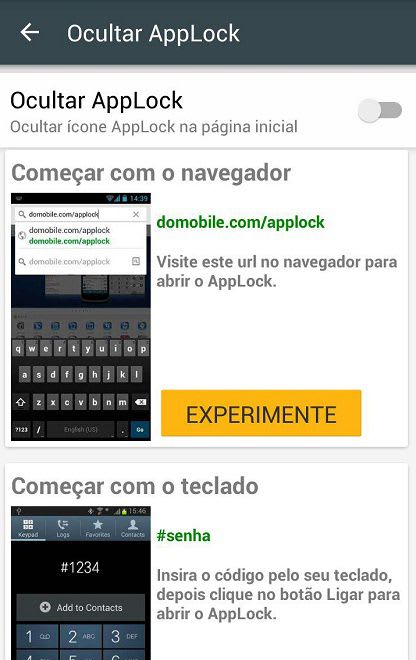 Ocultar AppLock
Ocultar AppLock
Ocultar ícone AppLock na página inicial
Começar com o navegador
14:39
domobile.com/applock
domobile.com/applock
domobile.com/applock
domobile.com/applock
q w e r t y u i o p
a s d f g h j k l
z x c v b n m
?123 / English (US) . Go
domobile.com/applock
Visite este url no navegador para
abrir o AppLock.
EXPERIMENTE
Começar com o teclado
15:46
Keypad Logs Favorites Contacts
#1234
Add to Contacts
1 2 ABC 3 DEF
#senha
Insira o código pelo seu teclado,
depois clique no botão Ligar para
abrir o AppLock.